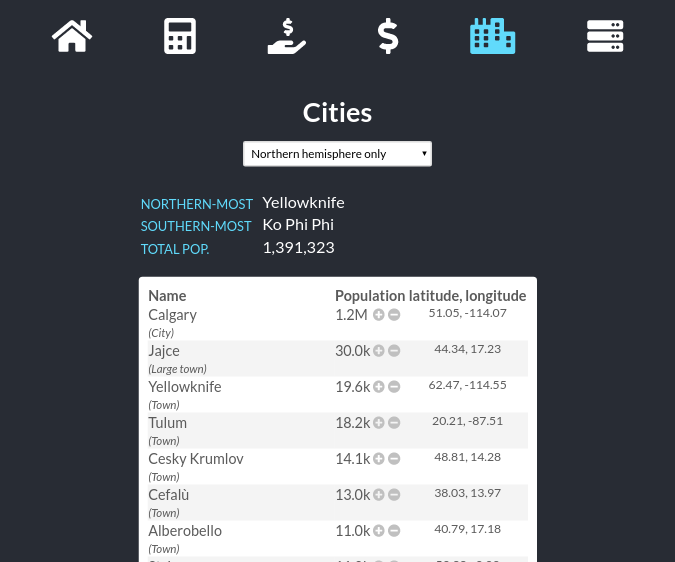 Cities
Northern hemisphere only
NORTHERN-MOST Yellowknife
SOUTHERN-MOST Ko Phi Phi
TOTAL POP. 1,391,323
Name Population latitude, longitude
Calgary 1.2M 51.05, -114.07
(City)
Jajce 30.0k 44.34, 17.23
(Large town)
Yellowknife 19.6k 62.47, -114.55
(Town)
Tulum 18.2k 20.21, -87.51
(Town)
Cesky Krumlov 14.1k 48.81, 14.28
(Town)
Cefalù 13.0k 38.03, 13.97
(Town)
Alberobello 11.0k 40.79, 17.18
(Town)